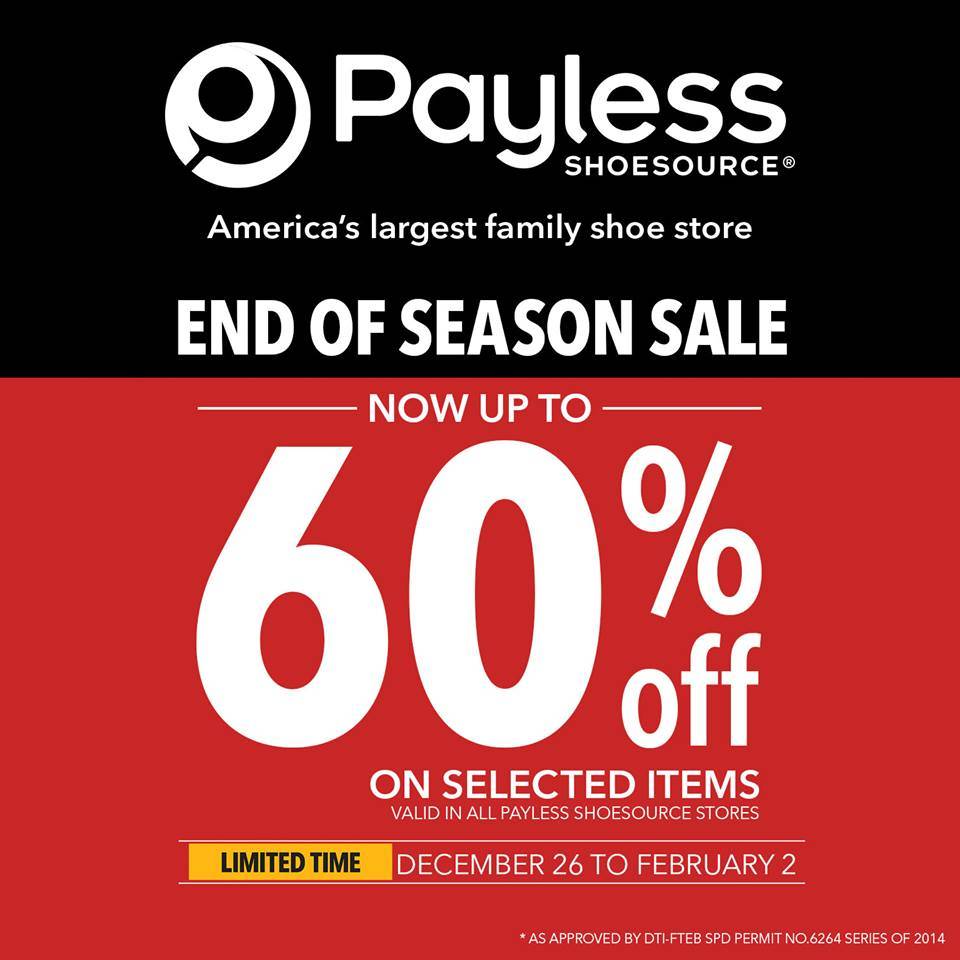 Payless
SHOESOURCE®
America's largest family shoe store
END OF SEASON SALE
NOW UP TO
60% off
ON SELECTED ITEMS
VALID IN ALL PAYLESS SHOESOURCE STORES
LIMITED TIME DECEMBER 26 TO FEBRUARY 2
* AS APPROVED BY DTI-FTEB SPD PERMIT NO.6264 SERIES OF 2014